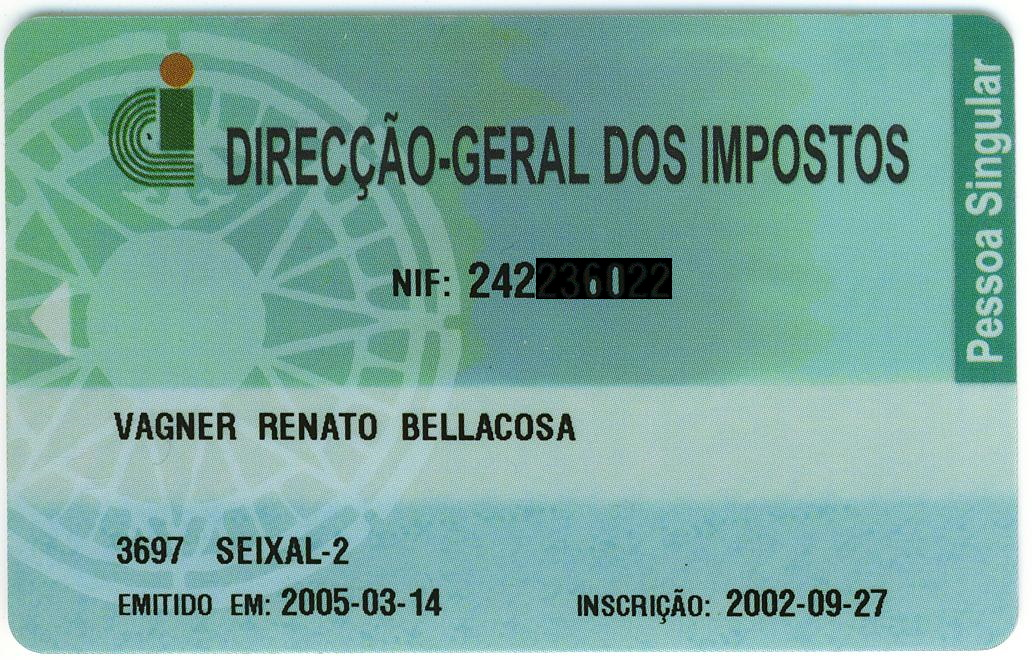 DIRECÇÃO-GERAL DOS IMPOSTOS
Pessoa Singular
NIF: 242
VAGNER RENATO BELLACOSA
3697 SEIXAL-2
EMITIDO EM: 2005-03-14 INSCRIÇÃO: 2002-09-27